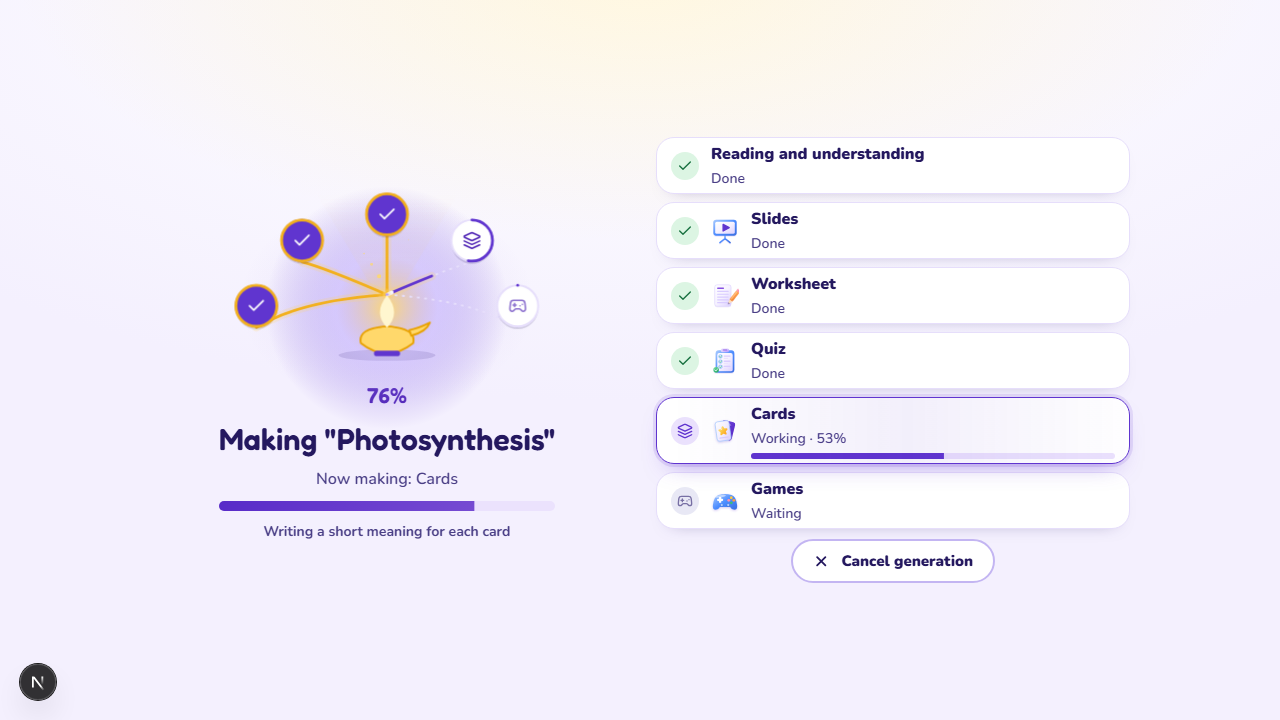 76%
Making "Photosynthesis"
Now making: Cards
Writing a short meaning for each card
Reading and understanding
Done
Slides
Done
Worksheet
Done
Quiz
Done
Cards
Working · 53%
Games
Waiting
Cancel generation
N